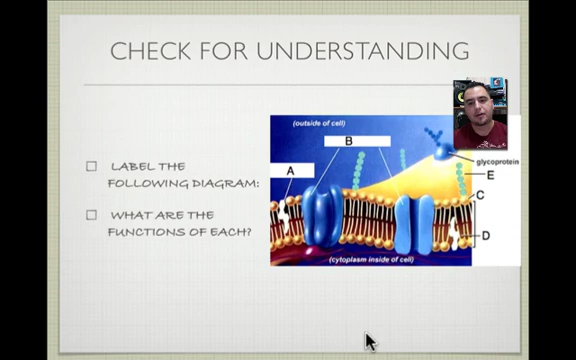 CHECK FOR UNDERSTANDING
LABEL THE
FOLLOWING DIAGRAM:
WHAT ARE THE
FUNCTIONS OF EACH?
(outside of cell)
B
A
glycoprotein
E
C
D
(cytoplasm inside of cell)